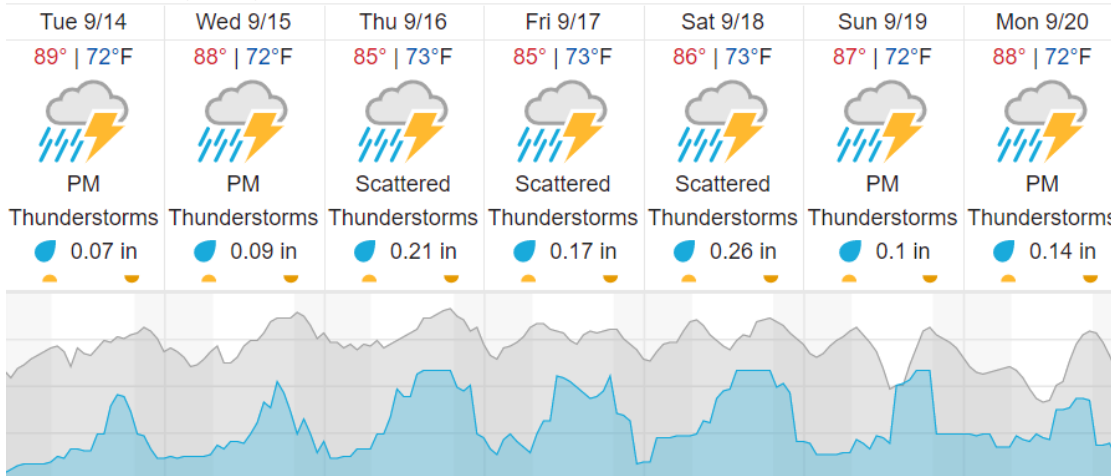 Tue 9/14 Wed 9/15 Thu 9/16 Fri 9/17 Sat 9/18 Sun 9/19 Mon 9/20
89° | 72°F 88° | 72°F 85° | 73°F 85° | 73°F 86° | 73°F 87° | 72°F 88° | 72°F
PM PM Scattered Scattered Scattered PM PM
Thunderstorms Thunderstorms Thunderstorms Thunderstorms Thunderstorms Thunderstorms Thunderstorms
0.07 in 0.09 in 0.21 in 0.17 in 0.26 in 0.1 in 0.14 in